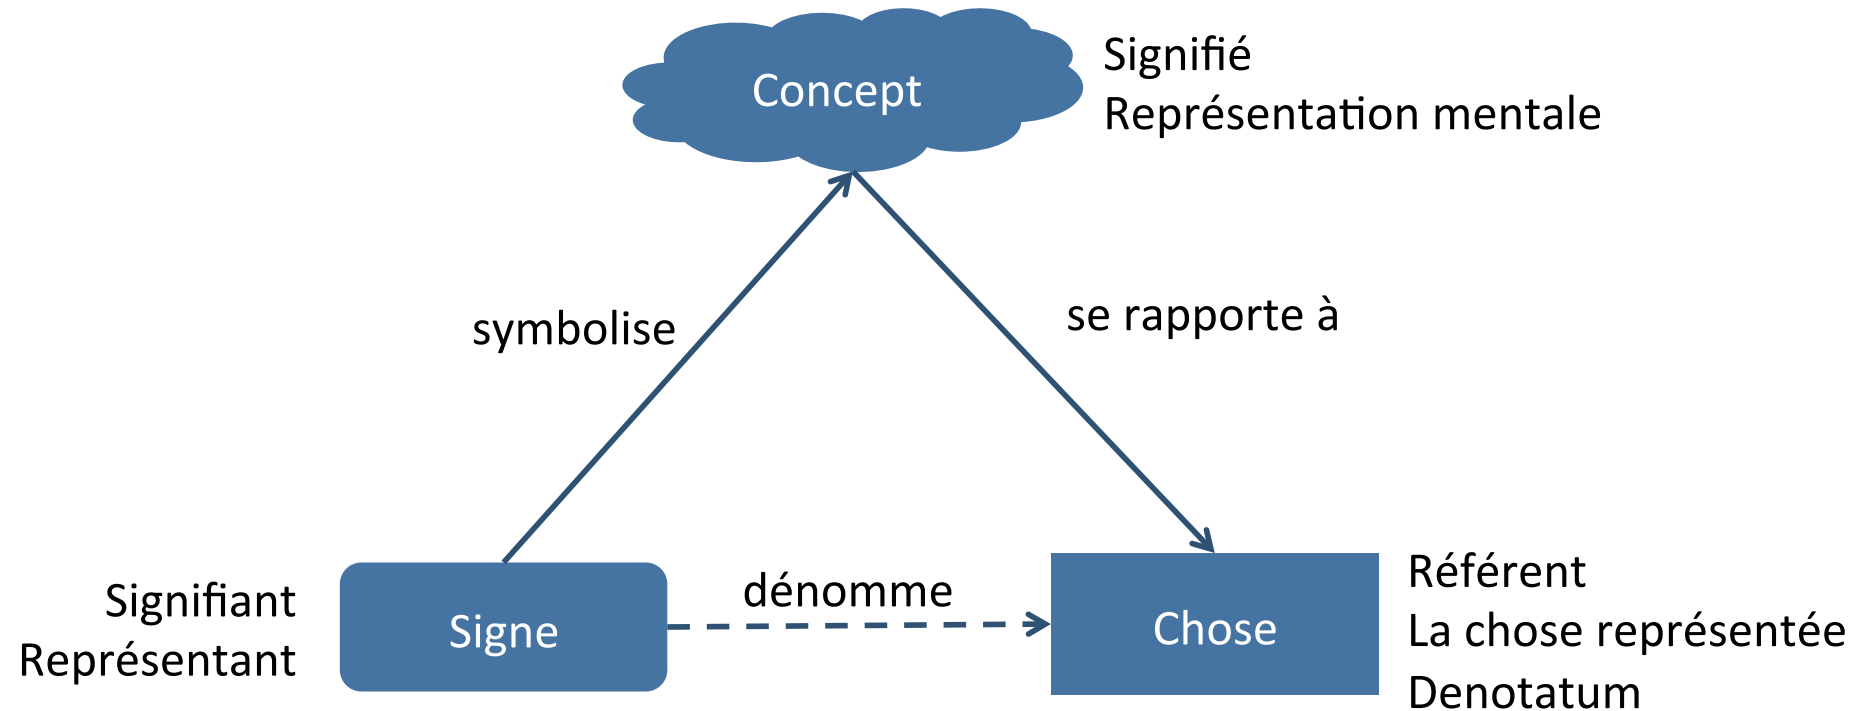 Concept
Signifié
Représentation mentale
symbolise
se rapporte à
Signifiant
Représentant
Signe
dénomme
Chose
Référent
La chose représentée
Denotatum